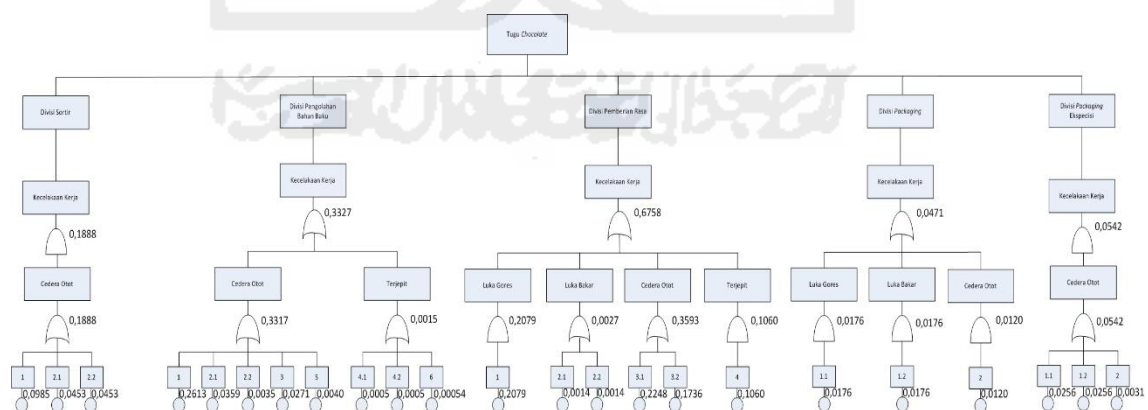 Tugu Chocolate
Divisi Sortir
Divisi Pengolahan
Bahan Baku
Divisi Pemberian Rasa
Divisi Packaging
Divisi Packaging
Ekspedisi
Kecelakaan Kerja
Kecelakaan Kerja
Kecelakaan Kerja
Kecelakaan Kerja
Kecelakaan Kerja
0,1888
0,3327
0,6758
0,0471
0,0542
Cedera Otot
Cedera Otot
Terjepit
Luka Gores
Luka Bakar
Cedera Otot
Terjepit
Luka Gores
Luka Bakar
Cedera Otot
Cedera Otot
0,1888
0,3317
0,0015
0,2079
0,0027
0,3593
0,1060
0,0176
0,0176
0,0120
0,0542
1 2.1 2.2
1 2.1 2.2 3 5
4.1 4.2 6
1
2.1 2.2
3.1 3.2
4
1.1
1.2
2
1.1 1.2 2
0,0985 0,0453 0,0453
0,2613 0,0359 0,0035 0,0271 0,0040
0,0005 0,0005 0,00054
0,2079
0,0014 0,0014
0,2248 0,1736
0,1060
0,0176
0,0176
0,0120
0,0256 0,0256 0,0031